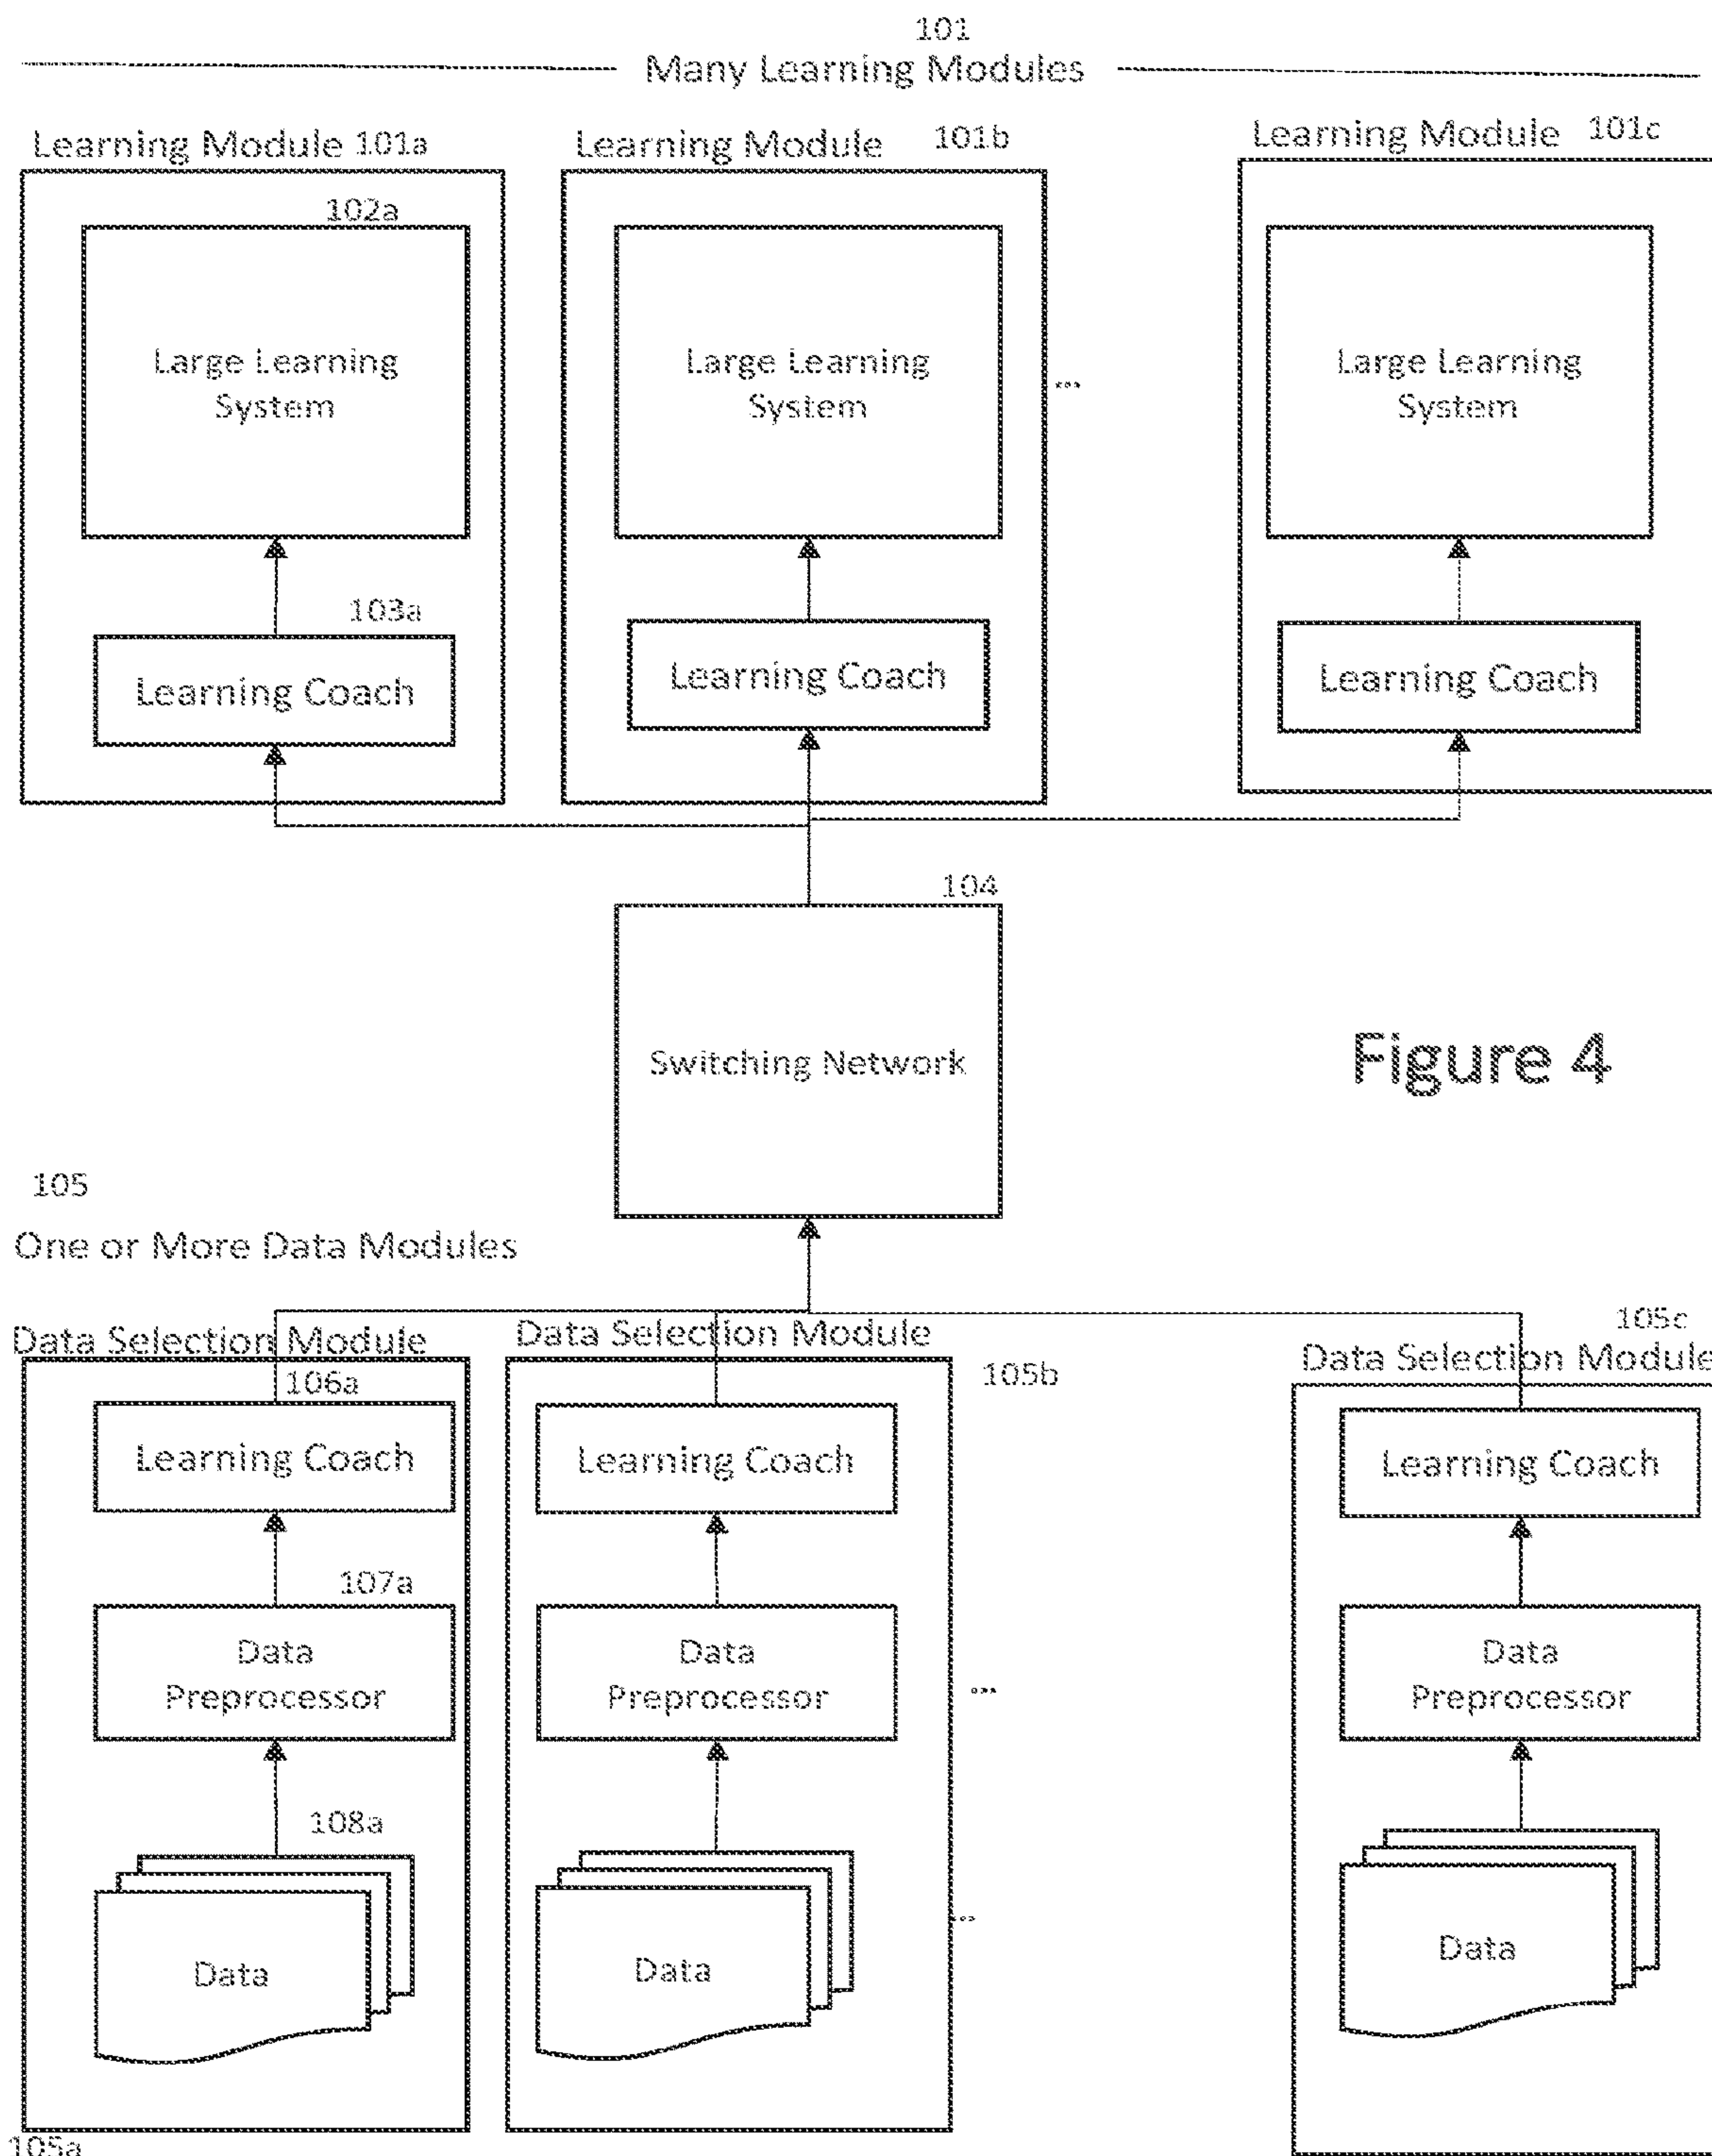 101
Many Learning Modules
Learning Module 101a
Learning Module 101b
Learning Module 101c
102a
Large Learning
System
Large Learning
System
...
Large Learning
System
103a
Learning Coach
Learning Coach
Learning Coach
104
Switching Network
Figure 4
105
One or More Data Modules
Data Selection Module
Data Selection Module
105b
105c
Data Selection Module
106a
Learning Coach
Learning Coach
Learning Coach
107a
Data
Preprocessor
Data
Preprocessor
...
Data
Preprocessor
108a
Data
Data
...
Data
105a